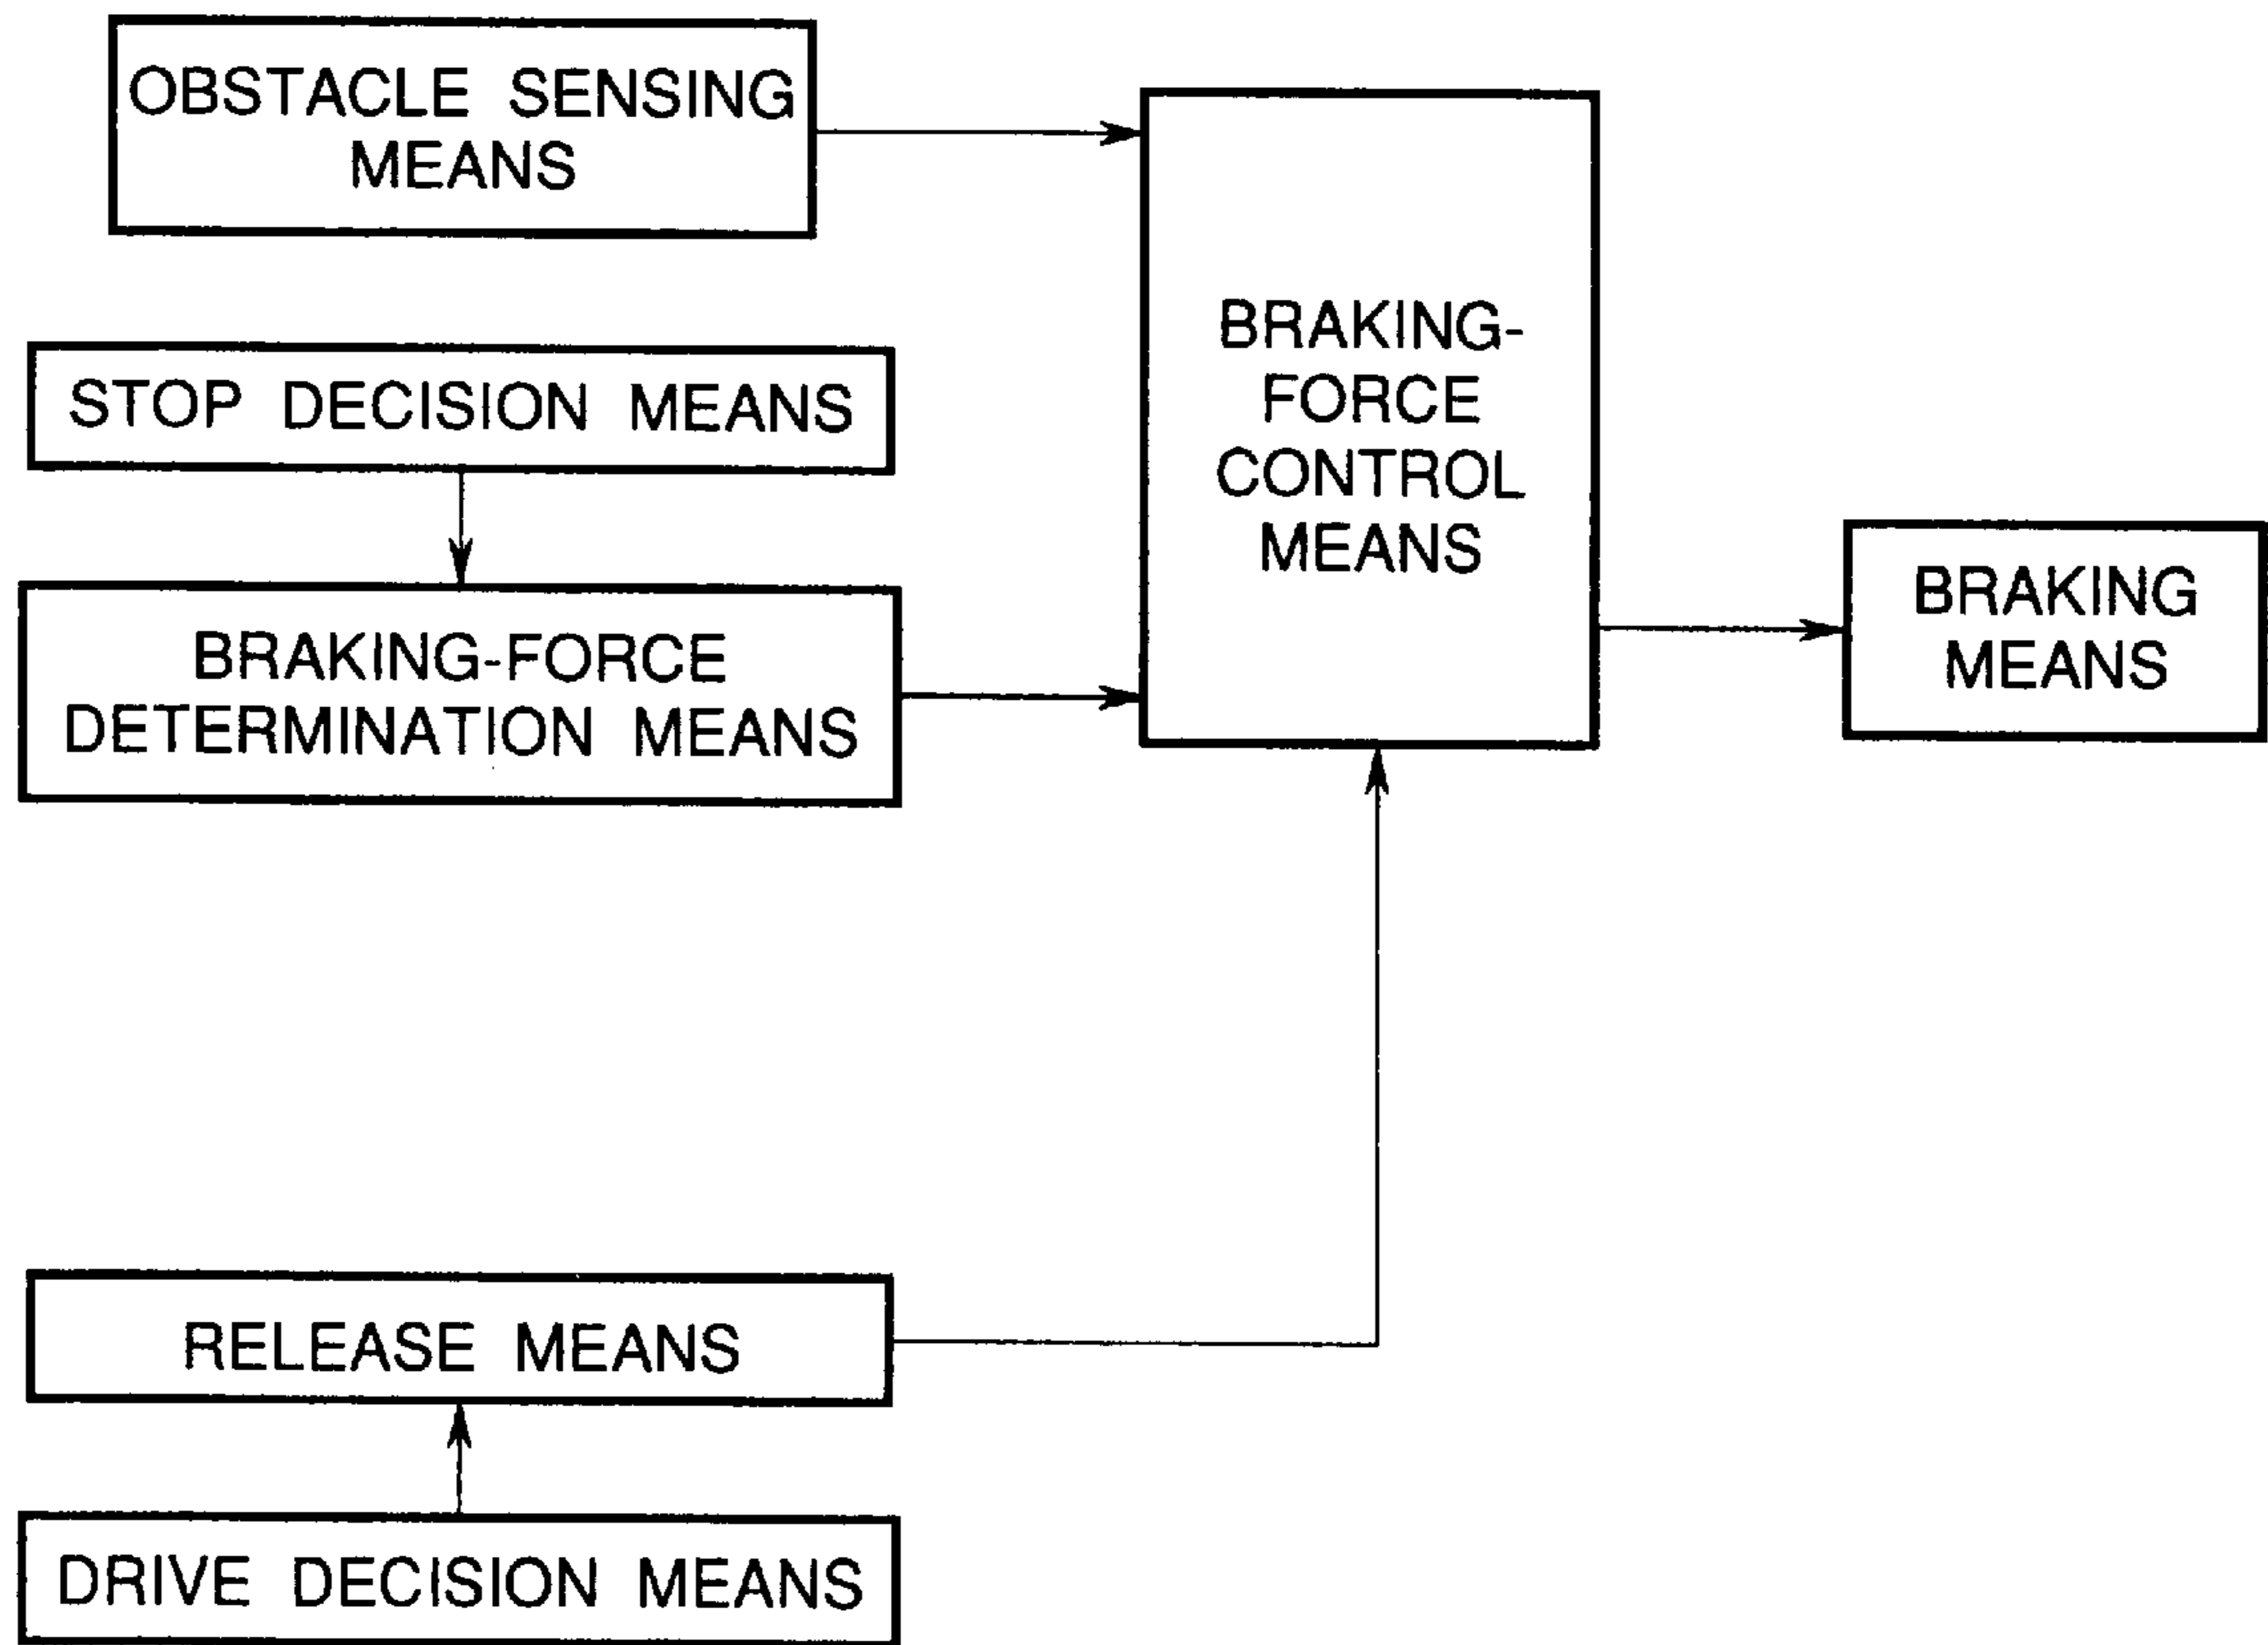 OBSTACLE SENSING
MEANS
STOP DECISION MEANS
BRAKING-FORCE
DETERMINATION MEANS
BRAKING-
FORCE
CONTROL
MEANS
BRAKING
MEANS
RELEASE MEANS
DRIVE DECISION MEANS